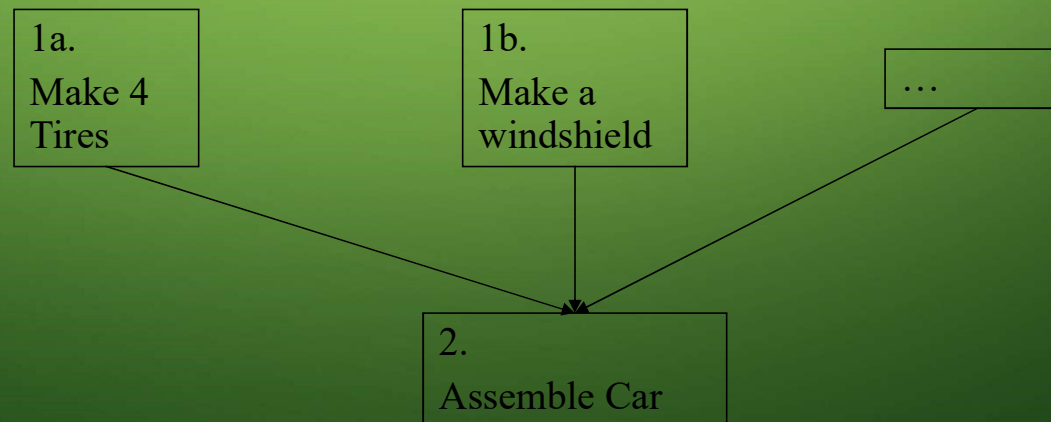 1a.
Make 4
Tires
1b.
Make a
windshield
...
2.
Assemble Car